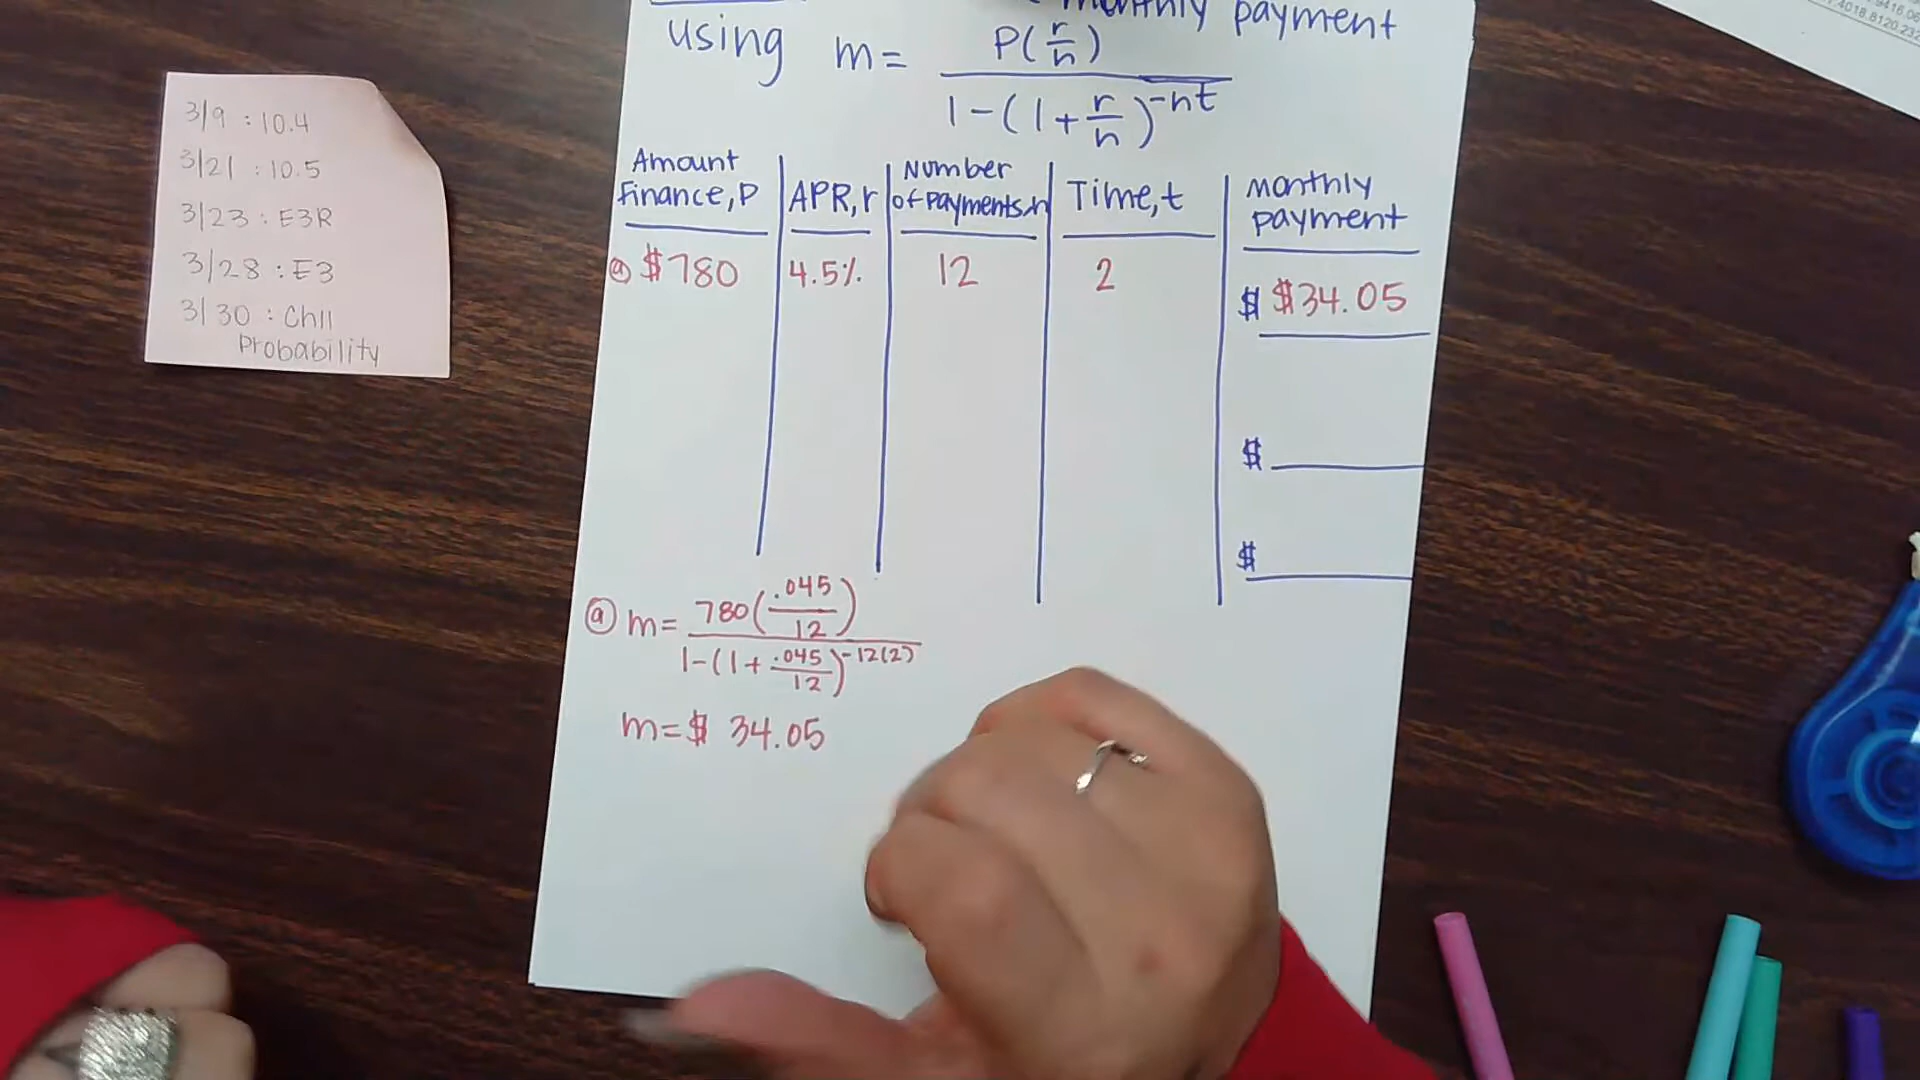 3/9 : 10.4
3/21 : 10.5
3/23 : E3R
3/28 : E3
3/30 : Ch11
Probability
monthly payment
using m = P(r/n)
1-(1+r/n)^-nt
Amount Finance, P
APR, r
Number of payments, n
Time, t
monthly payment
ⓐ $780 4.5% 12 2 $ $34.05
$
$
ⓐ m = 780(.045/12)
1-(1+.045/12)^-12(2)
m = $ 34.05